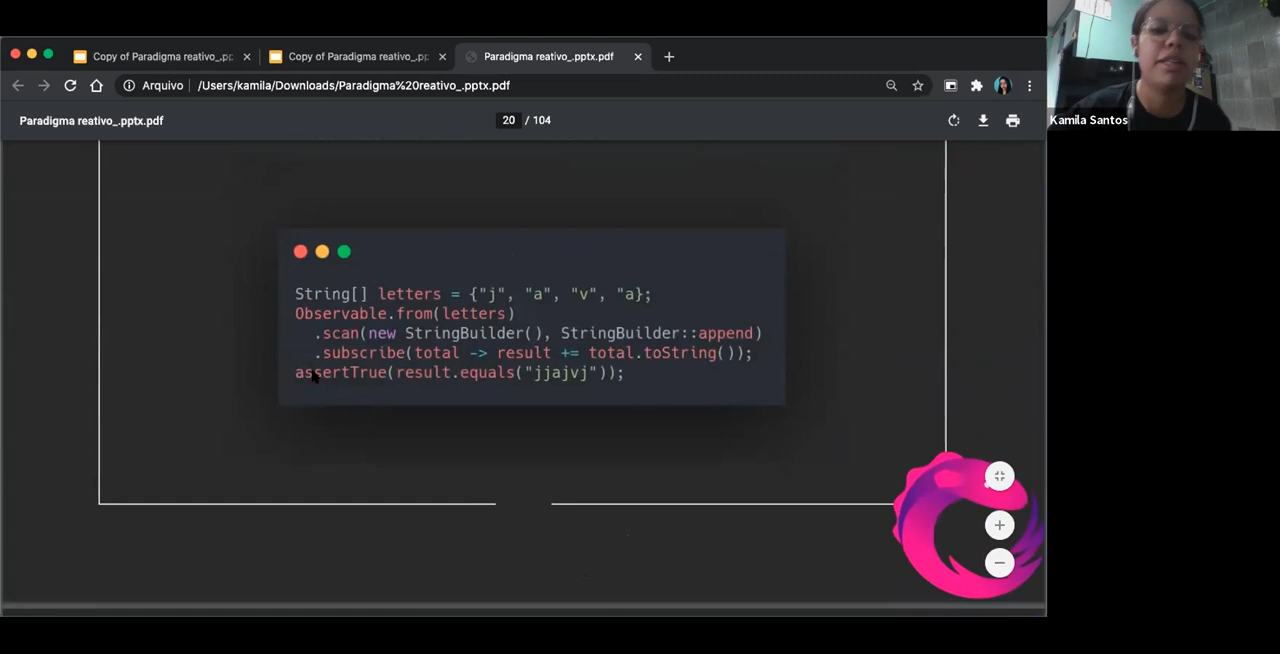 Copy of Paradigma reativo_.pp
Copy of Paradigma reativo_.pp
Paradigma reativo_.pptx.pdf
Arquivo
/Users/kamila/Downloads/Paradigma%20reativo_.pptx.pdf
Kamila Santos
Paradigma reativo_.pptx.pdf
20 / 104
String[] letters = {"j", "a", "v", "a};
Observable.from(letters)
.scan(new StringBuilder(), StringBuilder::append)
.subscribe(total -> result += total.toString());
assertTrue(result.equals("jjajvj"));